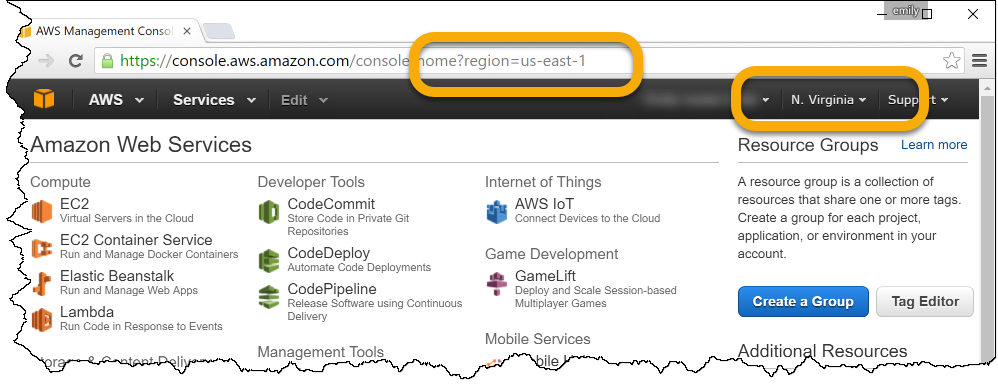 emily
AWS Management Consol
https://console.aws.amazon.com/console/home?region=us-east-1
AWS Services Edit N. Virginia Support
Amazon Web Services
Compute
EC2
Virtual Servers in the Cloud
EC2 Container Service
Run and Manage Docker Containers
Elastic Beanstalk
Run and Manage Web Apps
Lambda
Run Code in Response to Events
Storage & Content Deliver
Developer Tools
CodeCommit
Store Code in Private Git
Repositories
CodeDeploy
Automate Code Deployments
CodePipeline
Release Software using Continuous
Delivery
Management Tools
Internet of Things
AWS IoT
Connect Devices to the Cloud
Game Development
GameLift
Deploy and Scale Session-based
Multiplayer Games
Mobile Services
Resource Groups Learn more
A resource group is a collection of
resources that share one or more tags.
Create a group for each project,
application, or environment in your
account.
Create a Group Tag Editor
Additional Resources